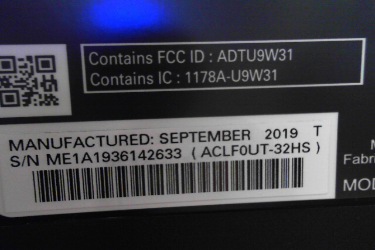 Contains FCC ID : ADTU9W31
Contains IC : 1178A-U9W31
MANUFACTURED: SEPTEMBER 2019 T
S/N ME1A1936142633 ( ACLF0UT-32HS )